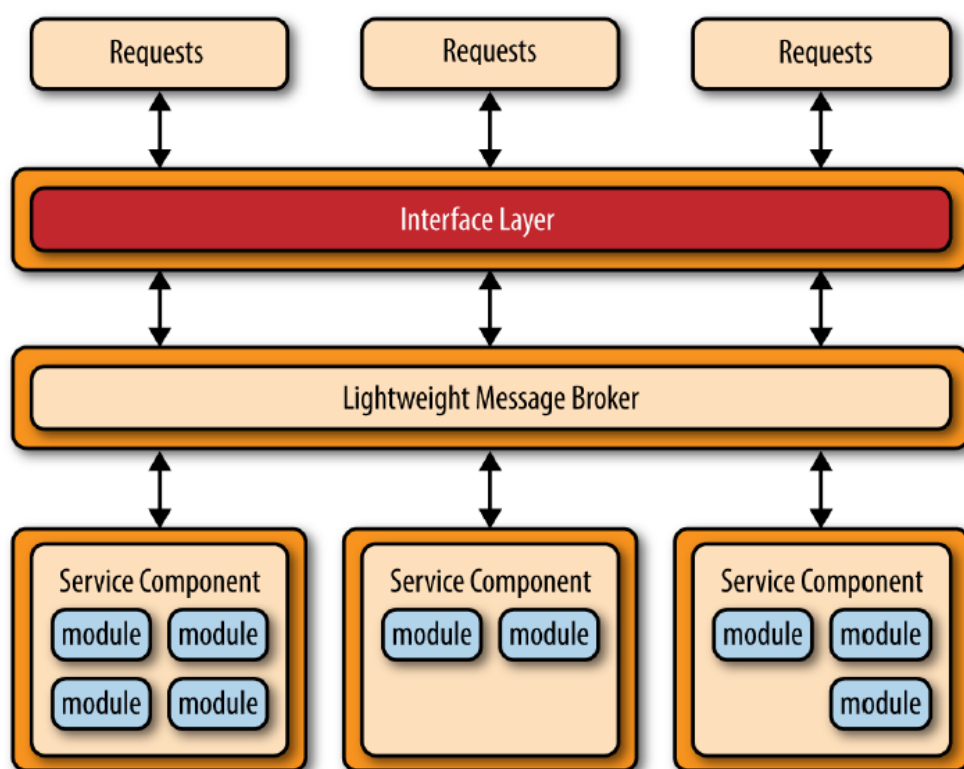 Requests
Requests
Requests
Interface Layer
Lightweight Message Broker
Service Component
module module
module module
Service Component
module module
Service Component
module module
module